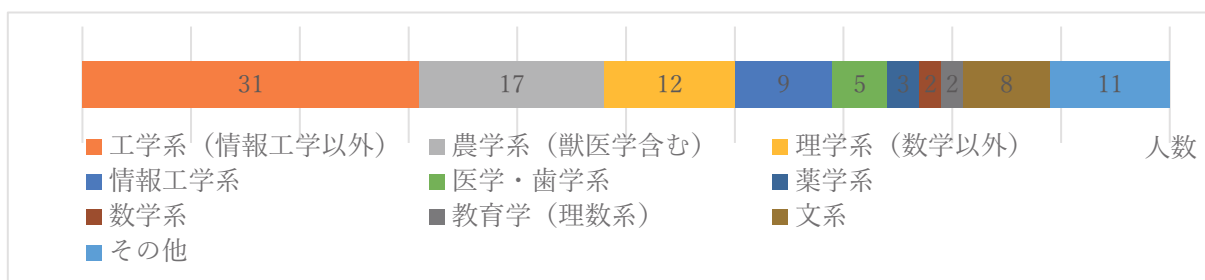 31 17 12 9 5 3 2 2 8 11
工学系（情報工学以外） 農学系（獣医学含む） 理学系（数学以外） 人数
情報工学系 医学・歯学系 薬学系
数学系 教育学（理数系） 文系
その他